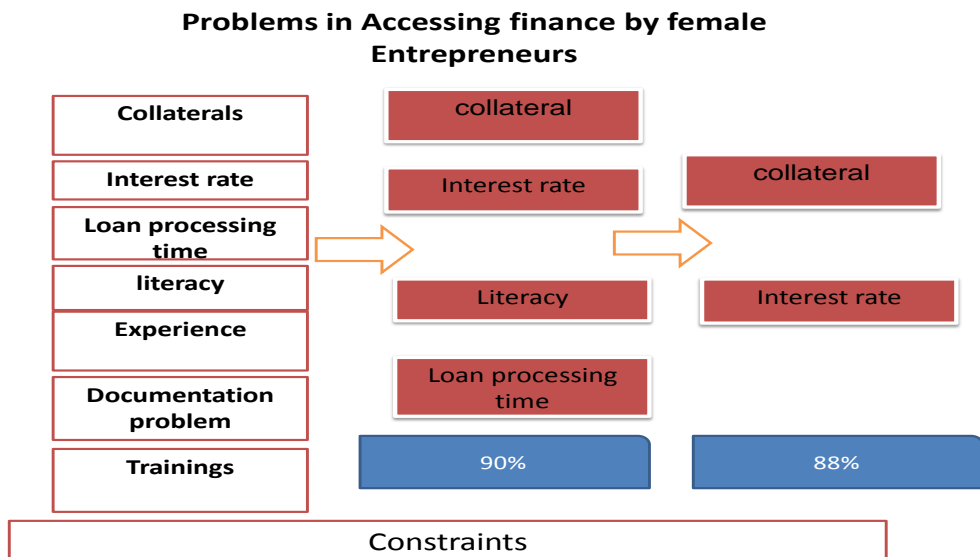 Problems in Accessing finance by female
Entrepreneurs
Collaterals
Interest rate
Loan processing
time
literacy
Experience
Documentation
problem
Trainings
collateral
Interest rate
Literacy
Loan processing
time
90%
collateral
Interest rate
88%
Constraints